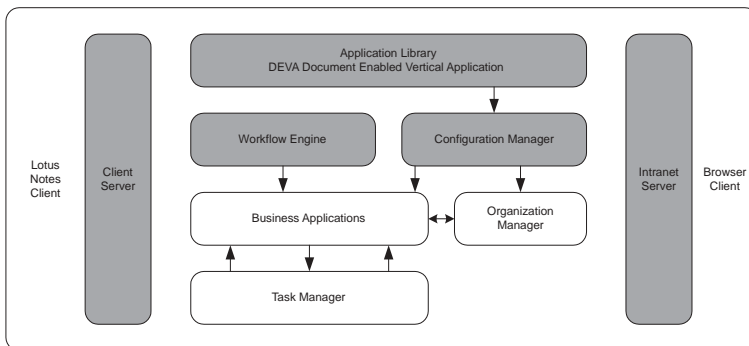 Application Library
DEVA Document Enabled Vertical Application
Workflow Engine
Configuration Manager
Lotus
Notes
Client
Client
Server
Intranet
Server
Browser
Client
Business Applications
Organization
Manager
Task Manager